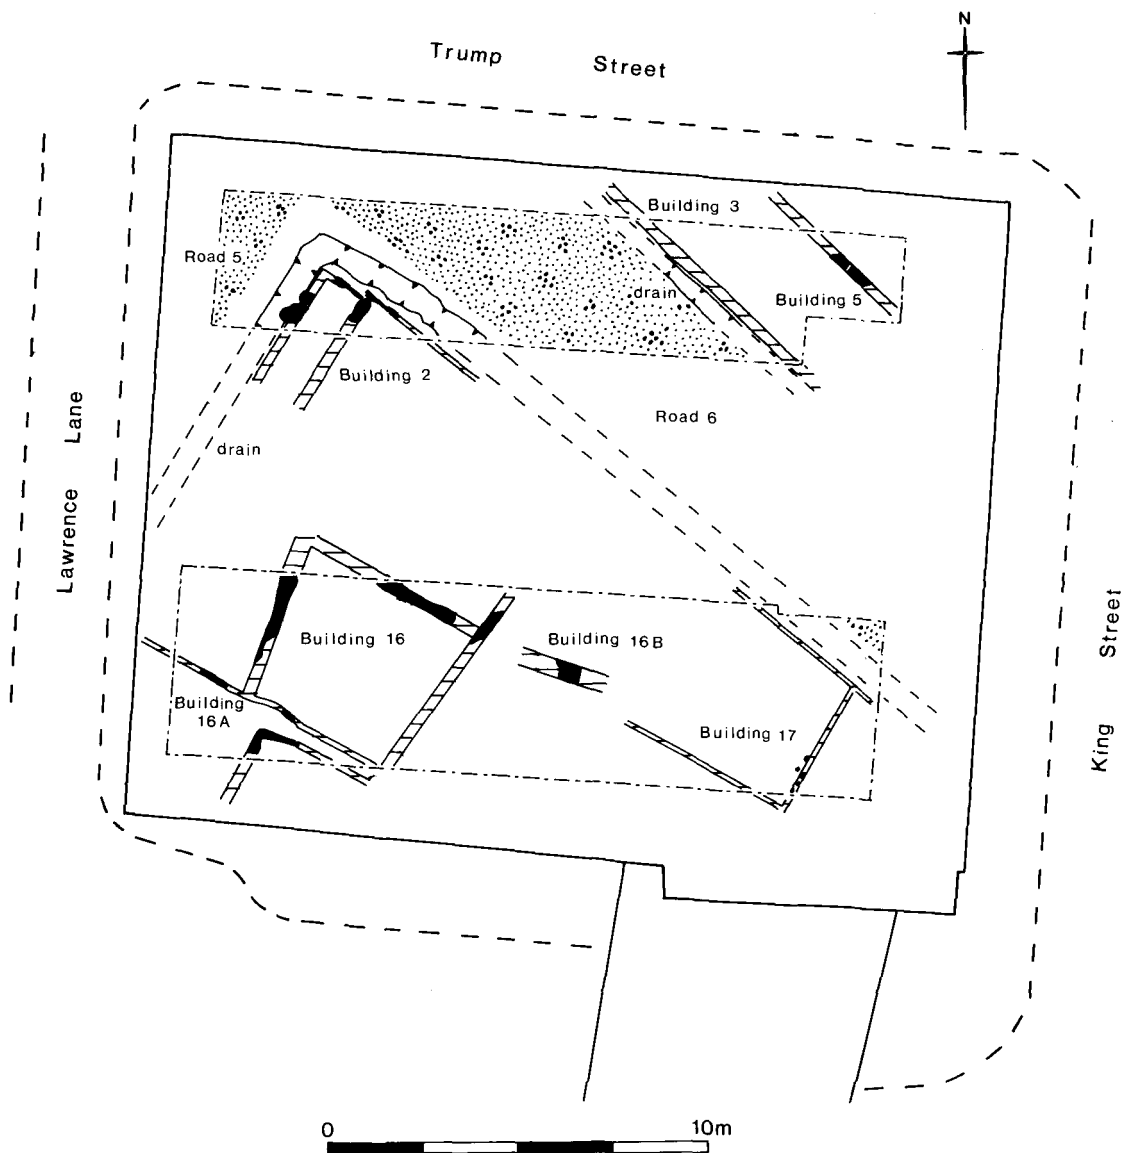 N
Trump Street
Building 3
Road 5
drain
Building 5
Building 2
Road 6
Lawrence Lane
drain
King Street
Building 16
Building 16B
Building
16A
Building 17
0 10m